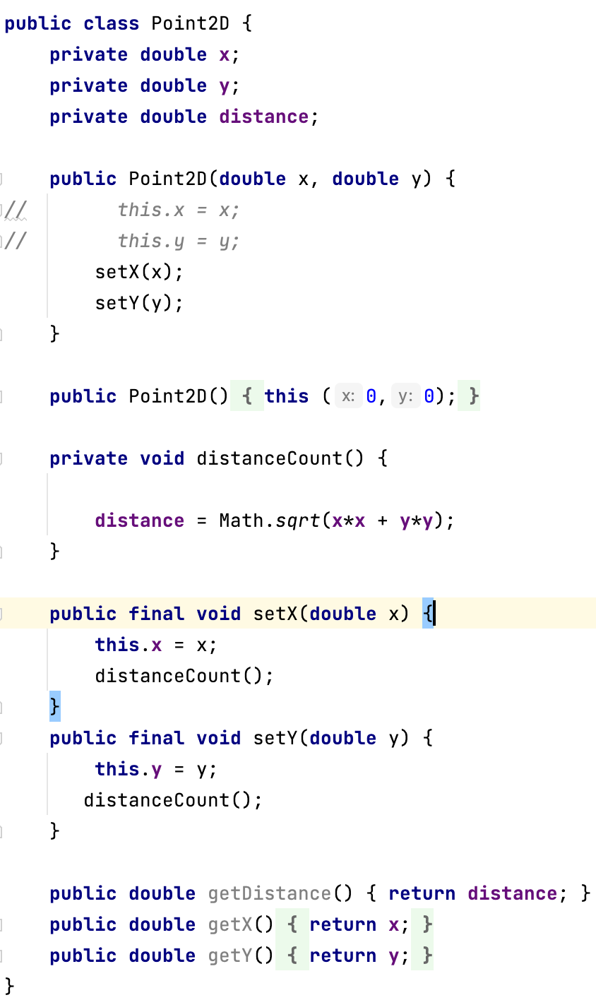 public class Point2D {
    private double x;
    private double y;
    private double distance;

    public Point2D(double x, double y) {
//        this.x = x;
//        this.y = y;
        setX(x);
        setY(y);
    }

    public Point2D() { this ( x: 0, y: 0); }

    private void distanceCount() {

        distance = Math.sqrt(x*x + y*y);
    }

    public final void setX(double x) {
        this.x = x;
        distanceCount();
    }
    public final void setY(double y) {
        this.y = y;
       distanceCount();
    }

    public double getDistance() { return distance; }
    public double getX() { return x; }
    public double getY() { return y; }
}